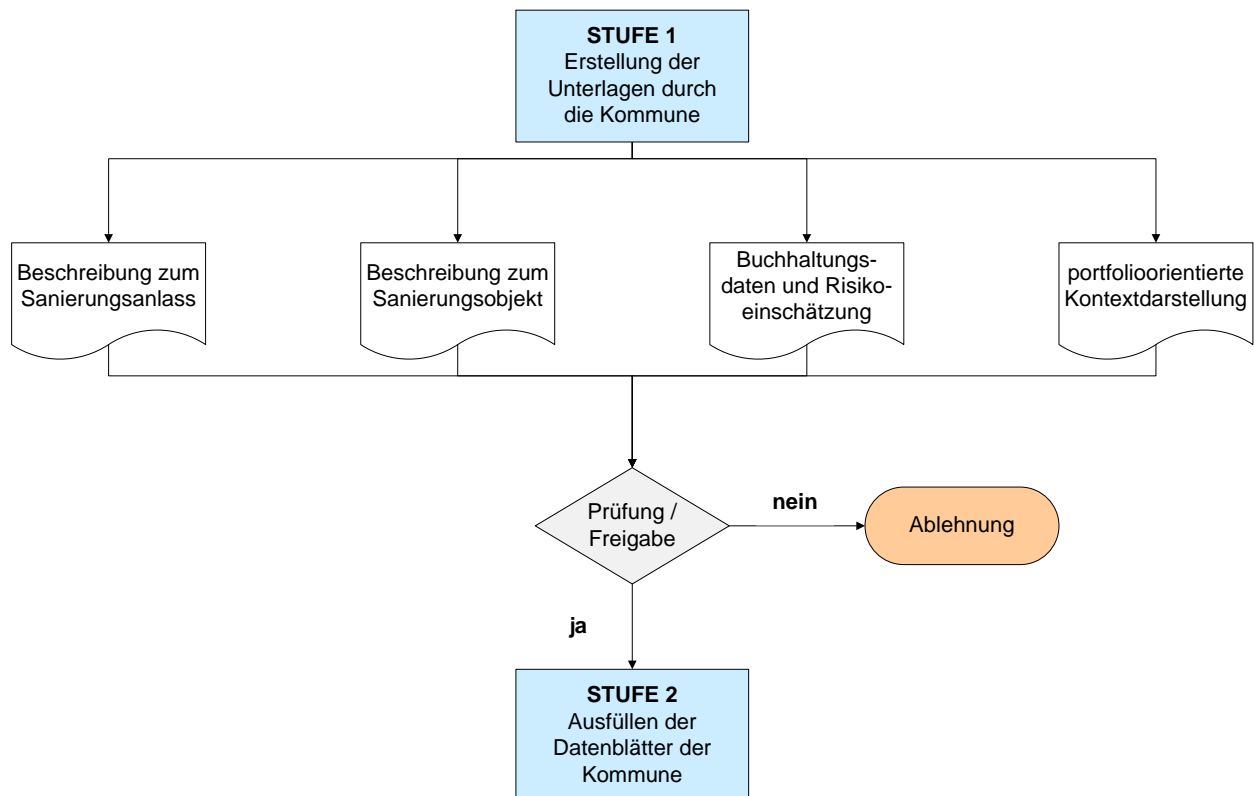 STUFE 1
Erstellung der
Unterlagen durch
die Kommune
Beschreibung zum
Sanierungsanlass
Beschreibung zum
Sanierungsobjekt
Buchhaltungs-
daten und Risiko-
einschätzung
portfolioorientierte
Kontextdarstellung
Prüfung /
Freigabe
nein
Ablehnung
ja
STUFE 2
Ausfüllen der
Datenblätter der
Kommune